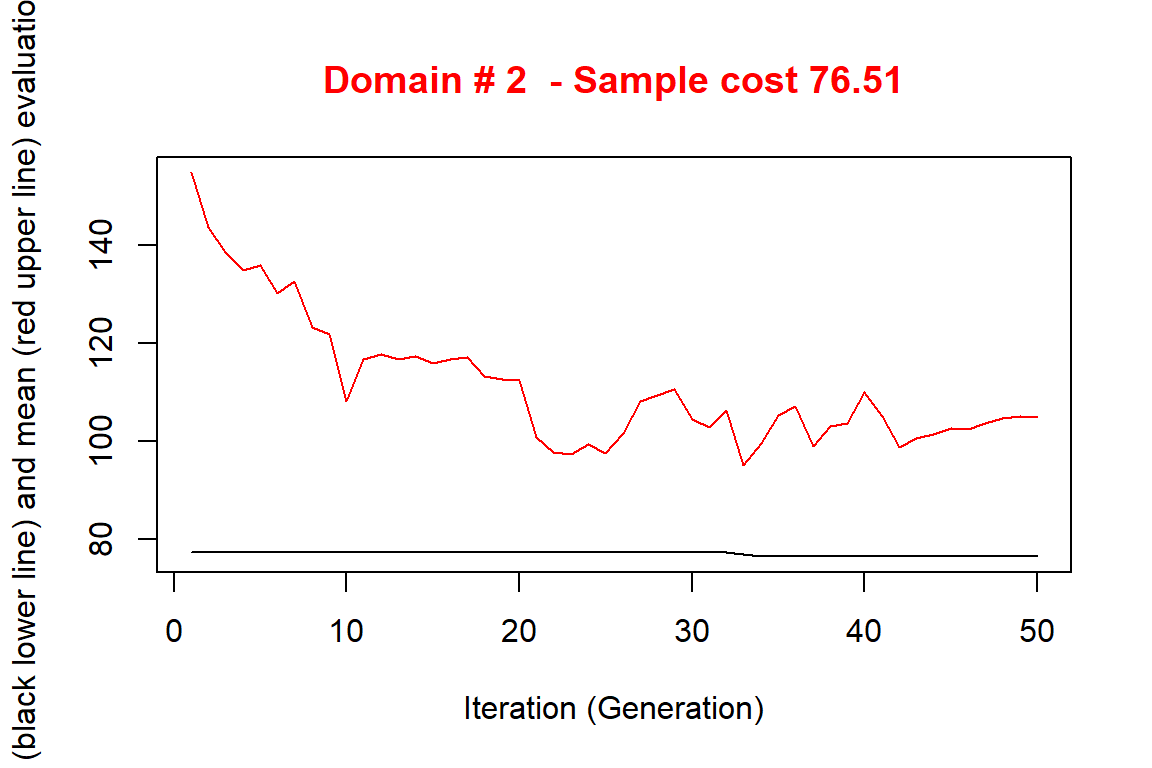 Domain # 2 - Sample cost 76.51
(black lower line) and mean (red upper line)
140
120
100
80
0 10 20 30 40 50
Iteration (Generation)